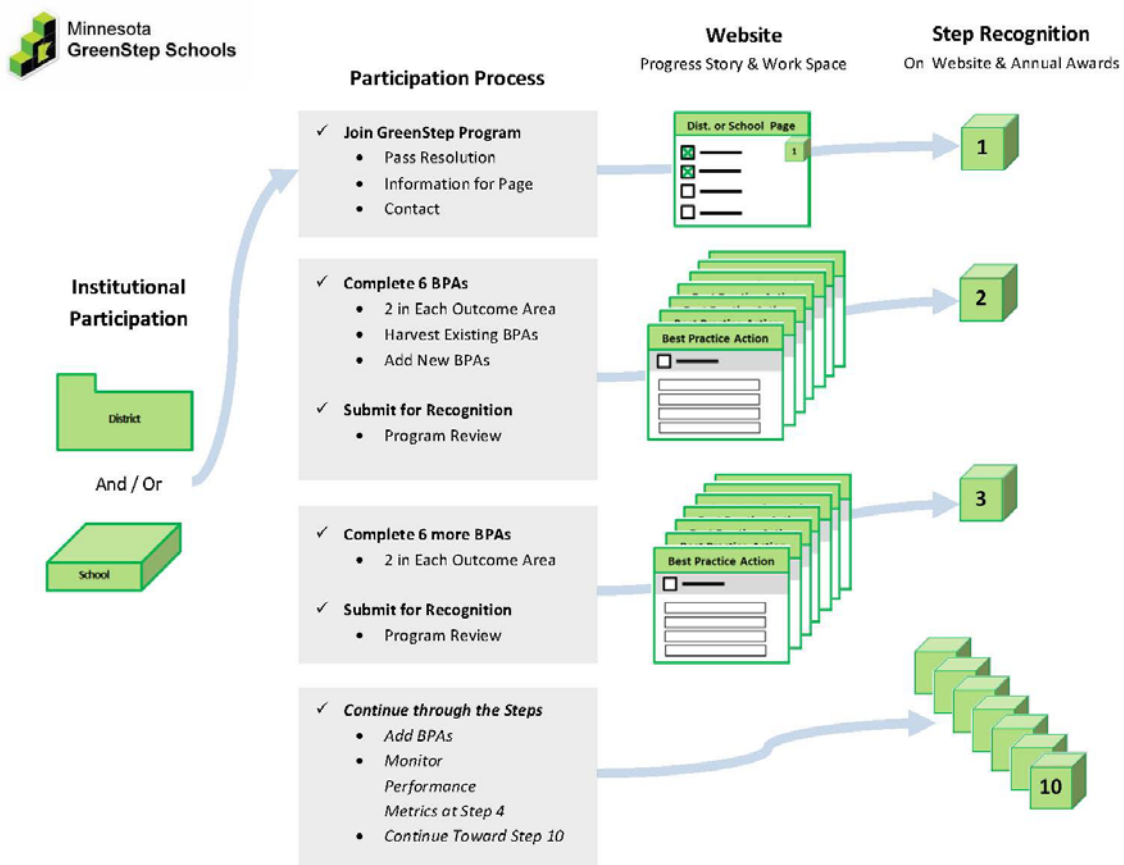 Minnesota
GreenStep Schools
Participation Process
Website
Progress Story & Work Space
Step Recognition
On Website & Annual Awards
Institutional
Participation
District
And / Or
School
✓ Join GreenStep Program
• Pass Resolution
• Information for Page
• Contact
Dist. or School Page
1
1
✓ Complete 6 BPAs
• 2 in Each Outcome Area
• Harvest Existing BPAs
• Add New BPAs
✓ Submit for Recognition
• Program Review
Best Practice Action
2
✓ Complete 6 more BPAs
• 2 in Each Outcome Area
✓ Submit for Recognition
• Program Review
Best Practice Action
3
✓ Continue through the Steps
• Add BPAs
• Monitor
Performance
Metrics at Step 4
• Continue Toward Step 10
10